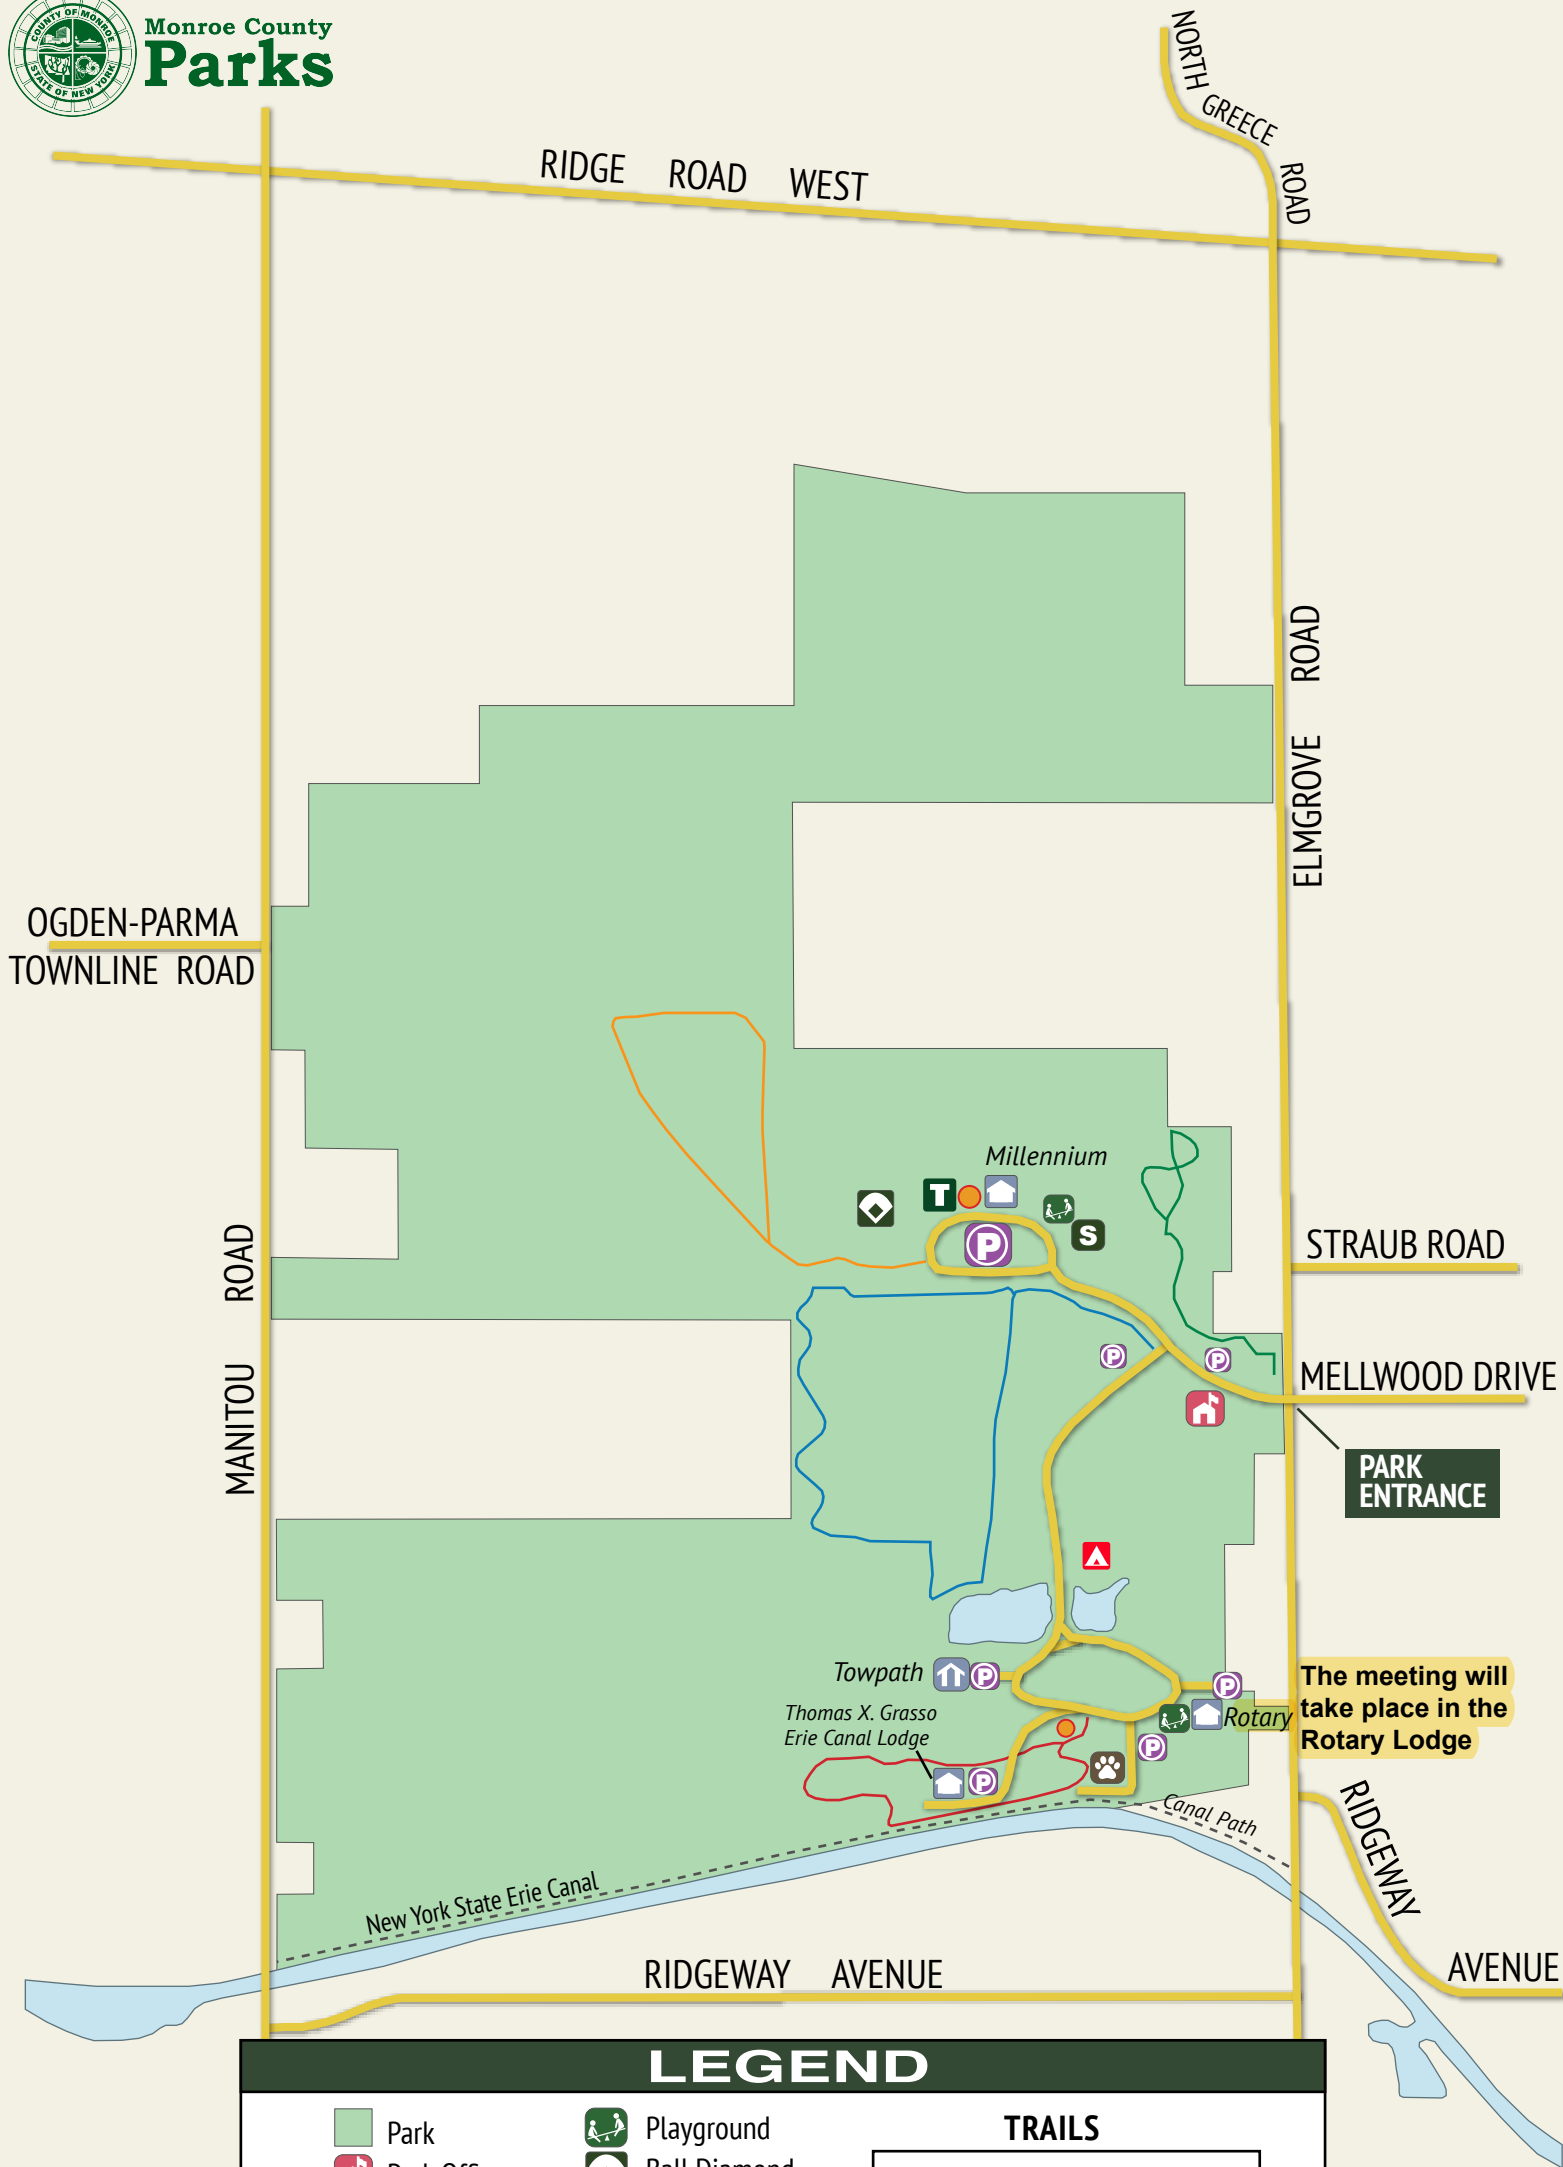 COUNTY OF MONROE
STATE OF NEW YORK
Monroe County
Parks
NORTH
GREECE
ROAD
RIDGE ROAD WEST
ELMGROVE ROAD
OGDEN-PARMA
TOWNLINE ROAD
Millennium
T
P
S
STRAUB ROAD
MANITOU ROAD
P
P
MELLWOOD DRIVE
PARK
ENTRANCE
Towpath
P
P
The meeting will
take place in the
Rotary Lodge
Rotary
Thomas X. Grasso
Erie Canal Lodge
P
P
Canal Path
RIDGEWAY
AVENUE
New York State Erie Canal
RIDGEWAY AVENUE
LEGEND
Park
Playground
TRAILS
Ball Diamond